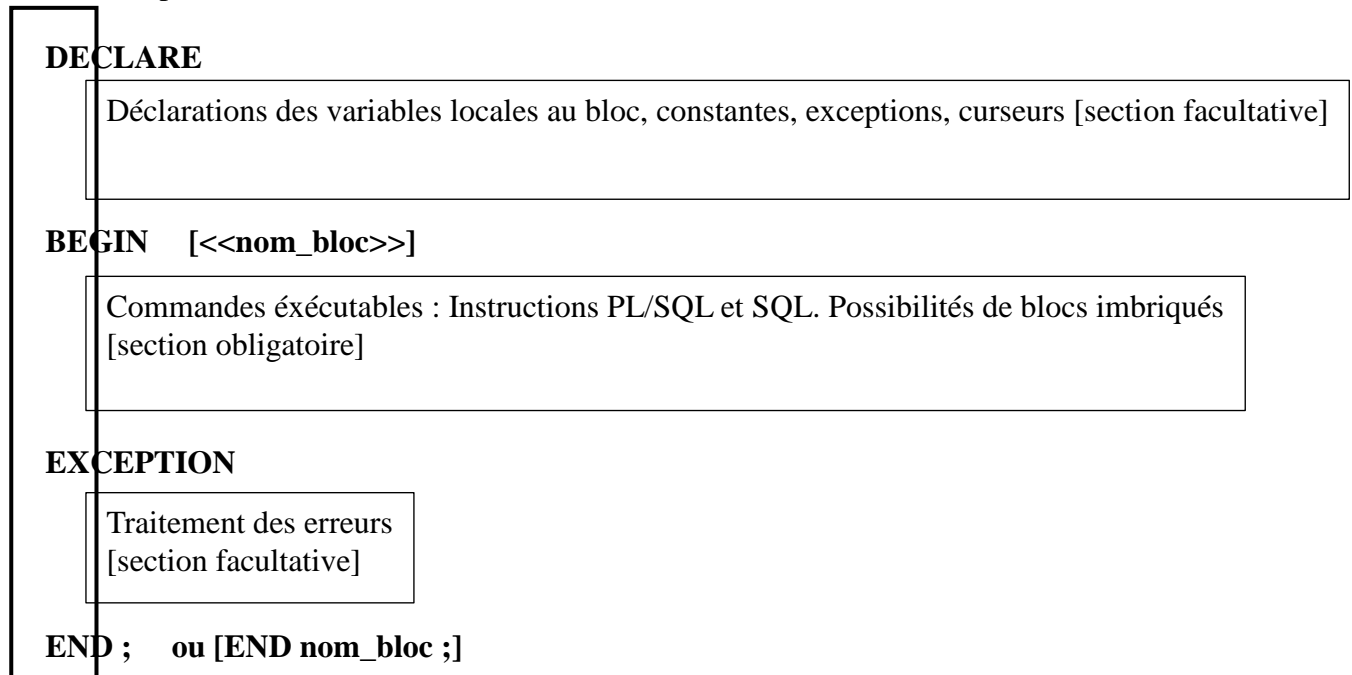 DECLARE
Déclarations des variables locales au bloc, constantes, exceptions, curseurs [section facultative]
BEGIN [<<nom_bloc>>]
Commandes éxécutables : Instructions PL/SQL et SQL. Possibilités de blocs imbriqués
[section obligatoire]
EXCEPTION
Traitement des erreurs
[section facultative]
END ; ou [END nom_bloc ;]